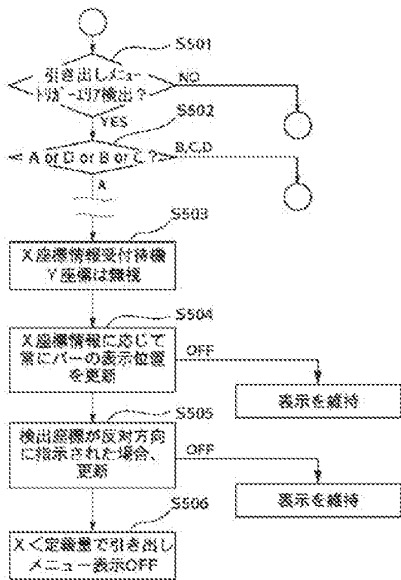 S501
引き出しメニュー
トリガーエリア検出?
NO
YES
S502
A or D or B or C ?
B,C,D
A
S503
X座標情報受付待機
Y座標は無視
S504
X座標情報に応じて
常にバーの表示位置
を更新
OFF
表示を維持
S505
検出座標が反対方向
に指示された場合、
更新
OFF
表示を維持
S506
X<定義量で引き出し
メニュー表示OFF